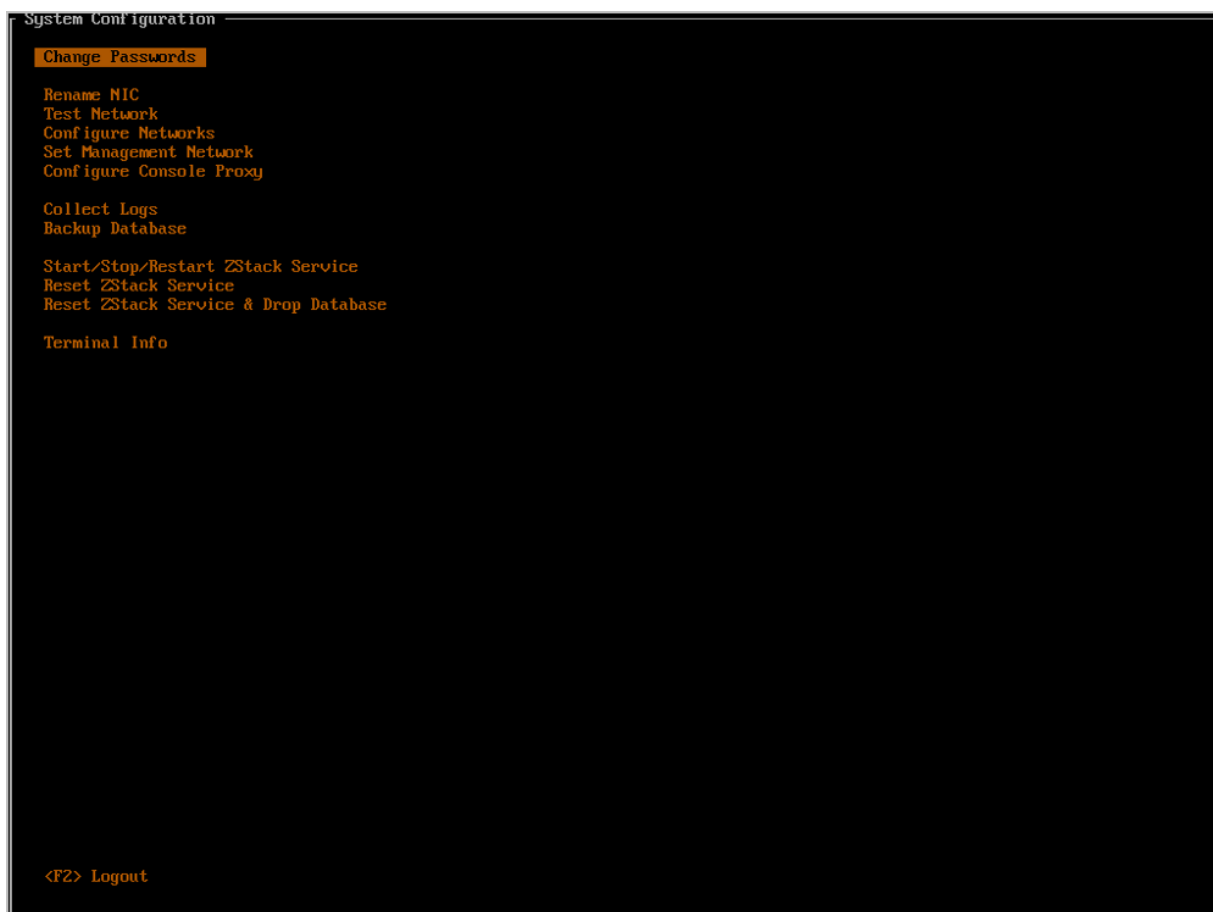 System Configuration
Change Passwords
Rename NIC
Test Network
Configure Networks
Set Management Network
Configure Console Proxy
Collect Logs
Backup Database
Start/Stop/Restart ZStack Service
Reset ZStack Service
Reset ZStack Service & Drop Database
Terminal Info
<F2> Logout